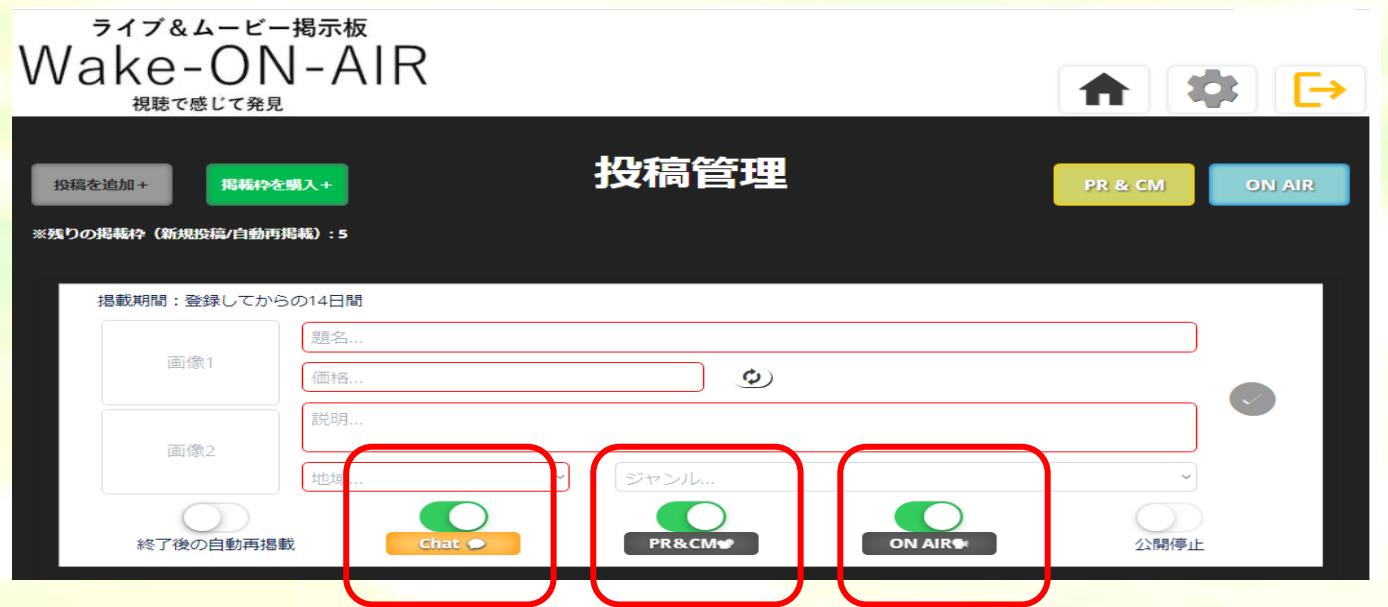 ライブ&ムービー掲示板
Wake-ON-AIR
視聴で感じて発見
投稿を追加+
掲載枠を購入+
投稿管理
PR & CM
ON AIR
※残りの掲載枠（新規投稿/自動再掲載）: 5
掲載期間：登録してからの14日間
画像1
題名...
価格...
説明...
画像2
地域...
ジャンル...
終了後の自動再掲載
Chat
PR&CM
ON AIR
公開停止